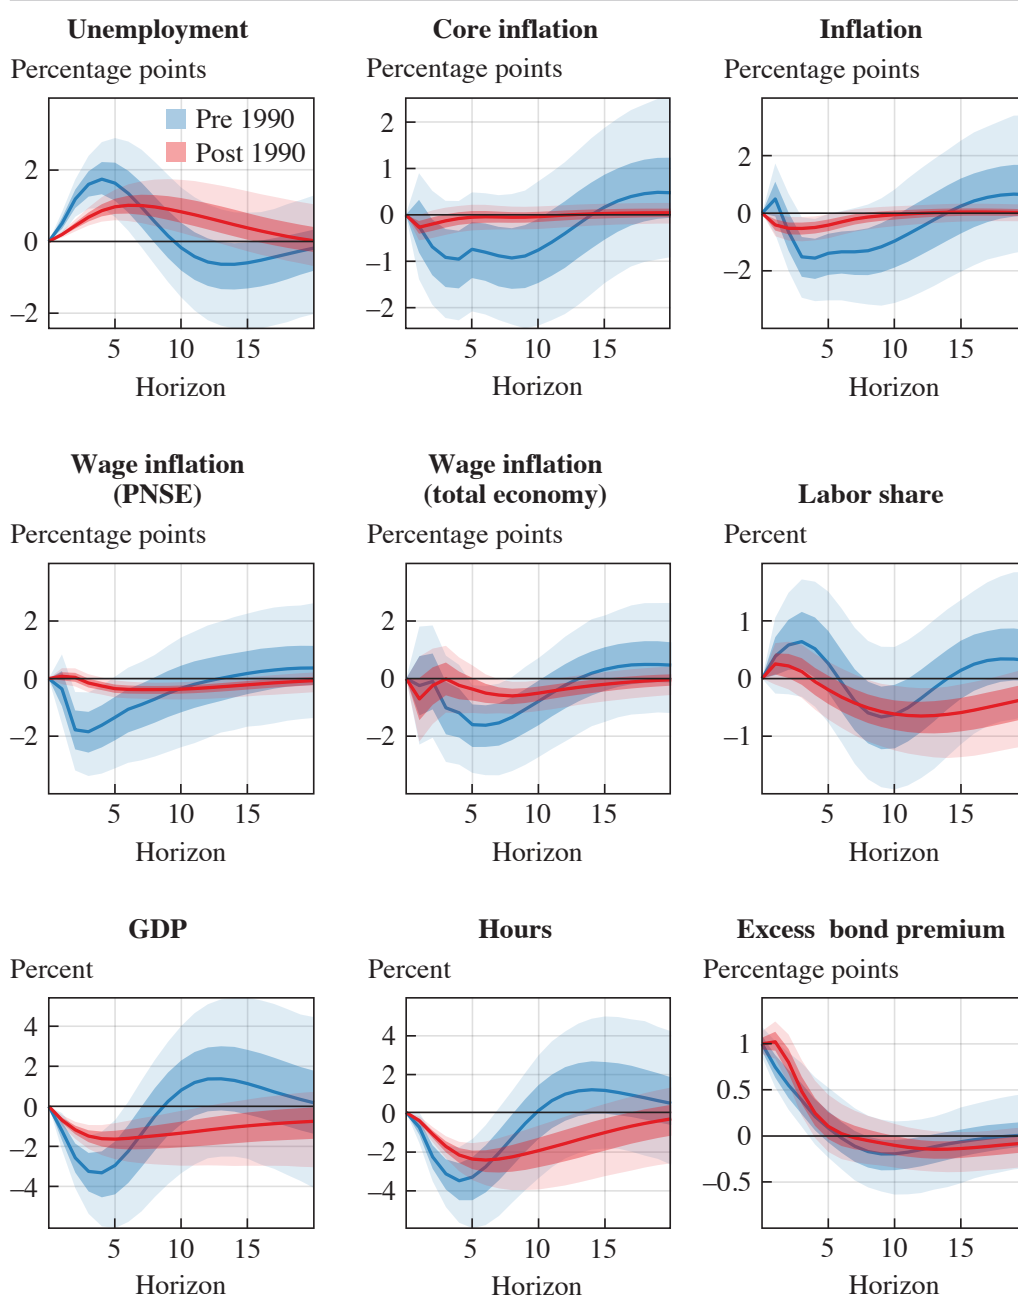 Unemployment
Percentage points
Pre 1990
Post 1990
2
0
–2
5 10 15
Horizon
Core inflation
Percentage points
2
1
0
–1
–2
5 10 15
Horizon
Inflation
Percentage points
2
0
–2
5 10 15
Horizon
Wage inflation
(PNSE)
Percentage points
2
0
–2
5 10 15
Horizon
Wage inflation
(total economy)
Percentage points
2
0
–2
5 10 15
Horizon
Labor share
Percent
1
0
–1
5 10 15
Horizon
GDP
Percent
4
2
0
–2
–4
5 10 15
Horizon
Hours
Percent
4
2
0
–2
–4
5 10 15
Horizon
Excess bond premium
Percentage points
1
0.5
0
–0.5
5 10 15
Horizon